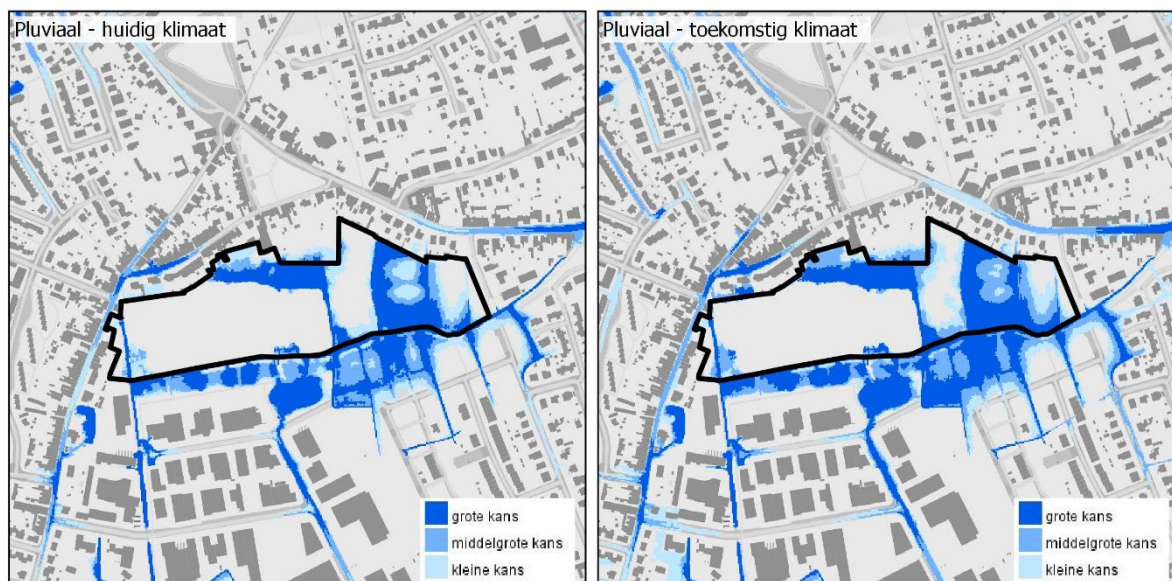 Pluviaal - huidig klimaat
grote kans
middelgrote kans
kleine kans
Pluviaal - toekomstig klimaat
grote kans
middelgrote kans
kleine kans